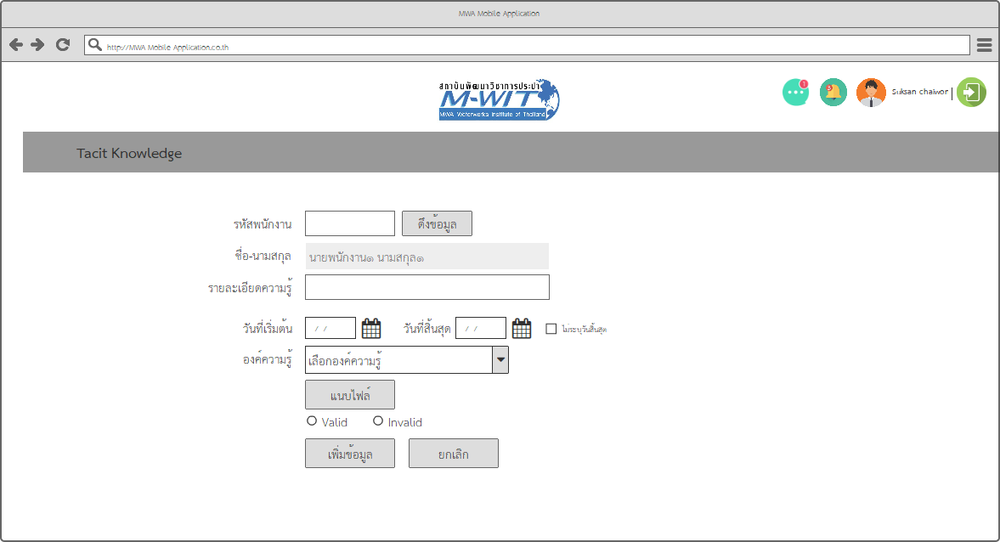 MWA Mobile Application
http://MWA Mobile Application.co.th
สถาบันพัฒนาวิชาการประปา
M-WIT
MWA Waterworks Institute of Thailand
1
3
Suksan chaiwon
Tacit Knowledge
รหัสพนักงาน ดึงข้อมูล
ชื่อ-นามสกุล นายพนักงาน๑ นามสกุล๑
รายละเอียดความรู้
วันที่เริ่มต้น / / วันที่สิ้นสุด / / ไม่ระบุวันสิ้นสุด
องค์ความรู้ เลือกองค์ความรู้
แนบไฟล์
Valid Invalid
เพิ่มข้อมูล ยกเลิก